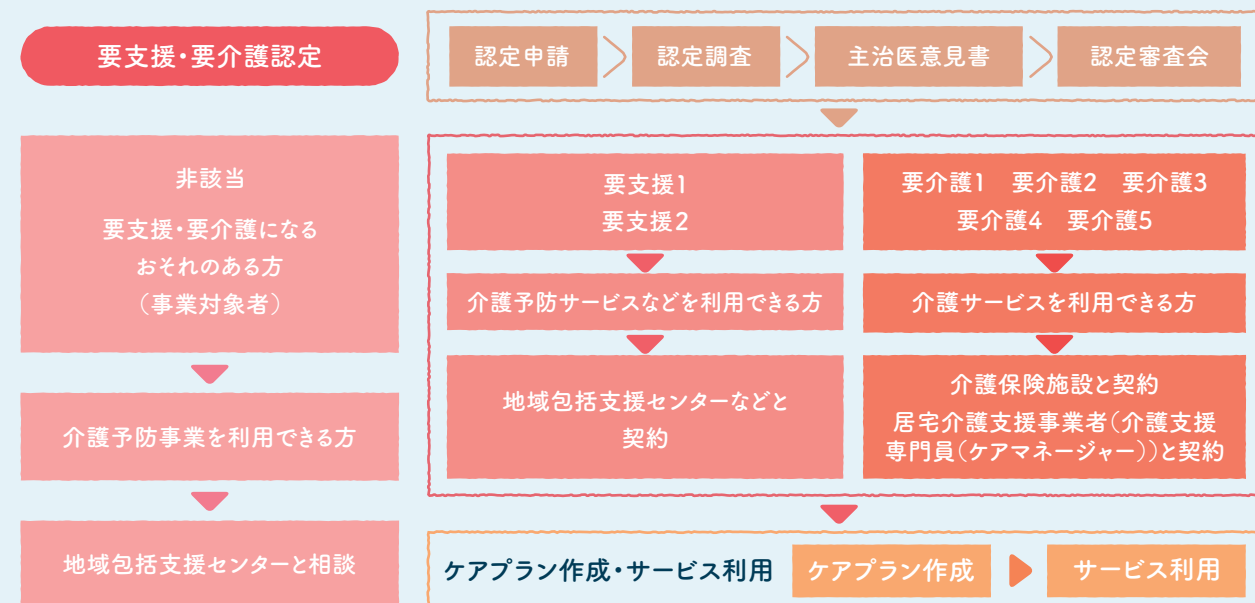 要支援・要介護認定
認定申請
認定調査
主治医意見書
認定審査会
非該当
要支援・要介護になる
おそれのある方
（事業対象者）
介護予防事業を利用できる方
地域包括支援センターと相談
要支援1
要支援2
介護予防サービスなどを利用できる方
地域包括支援センターなどと
契約
要介護1　要介護2　要介護3
要介護4　要介護5
介護サービスを利用できる方
介護保険施設と契約
居宅介護支援事業者（介護支援
専門員（ケアマネージャー））と契約
ケアプラン作成・サービス利用
ケアプラン作成
サービス利用